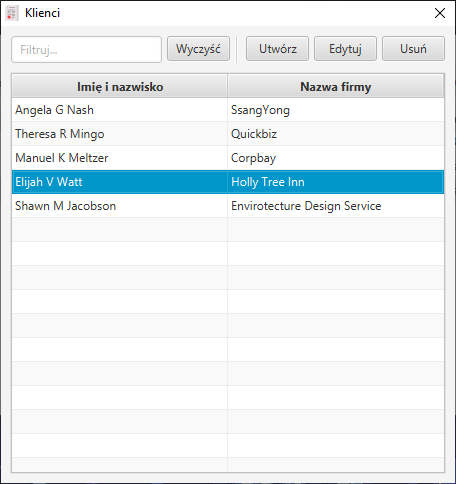 Klienci
Filtruj... Wyczyść Utwórz Edytuj Usuń
Imię i nazwisko Nazwa firmy
Angela G Nash SsangYong
Theresa R Mingo Quickbiz
Manuel K Meltzer Corpbay
Elijah V Watt Holly Tree Inn
Shawn M Jacobson Envirotecture Design Service